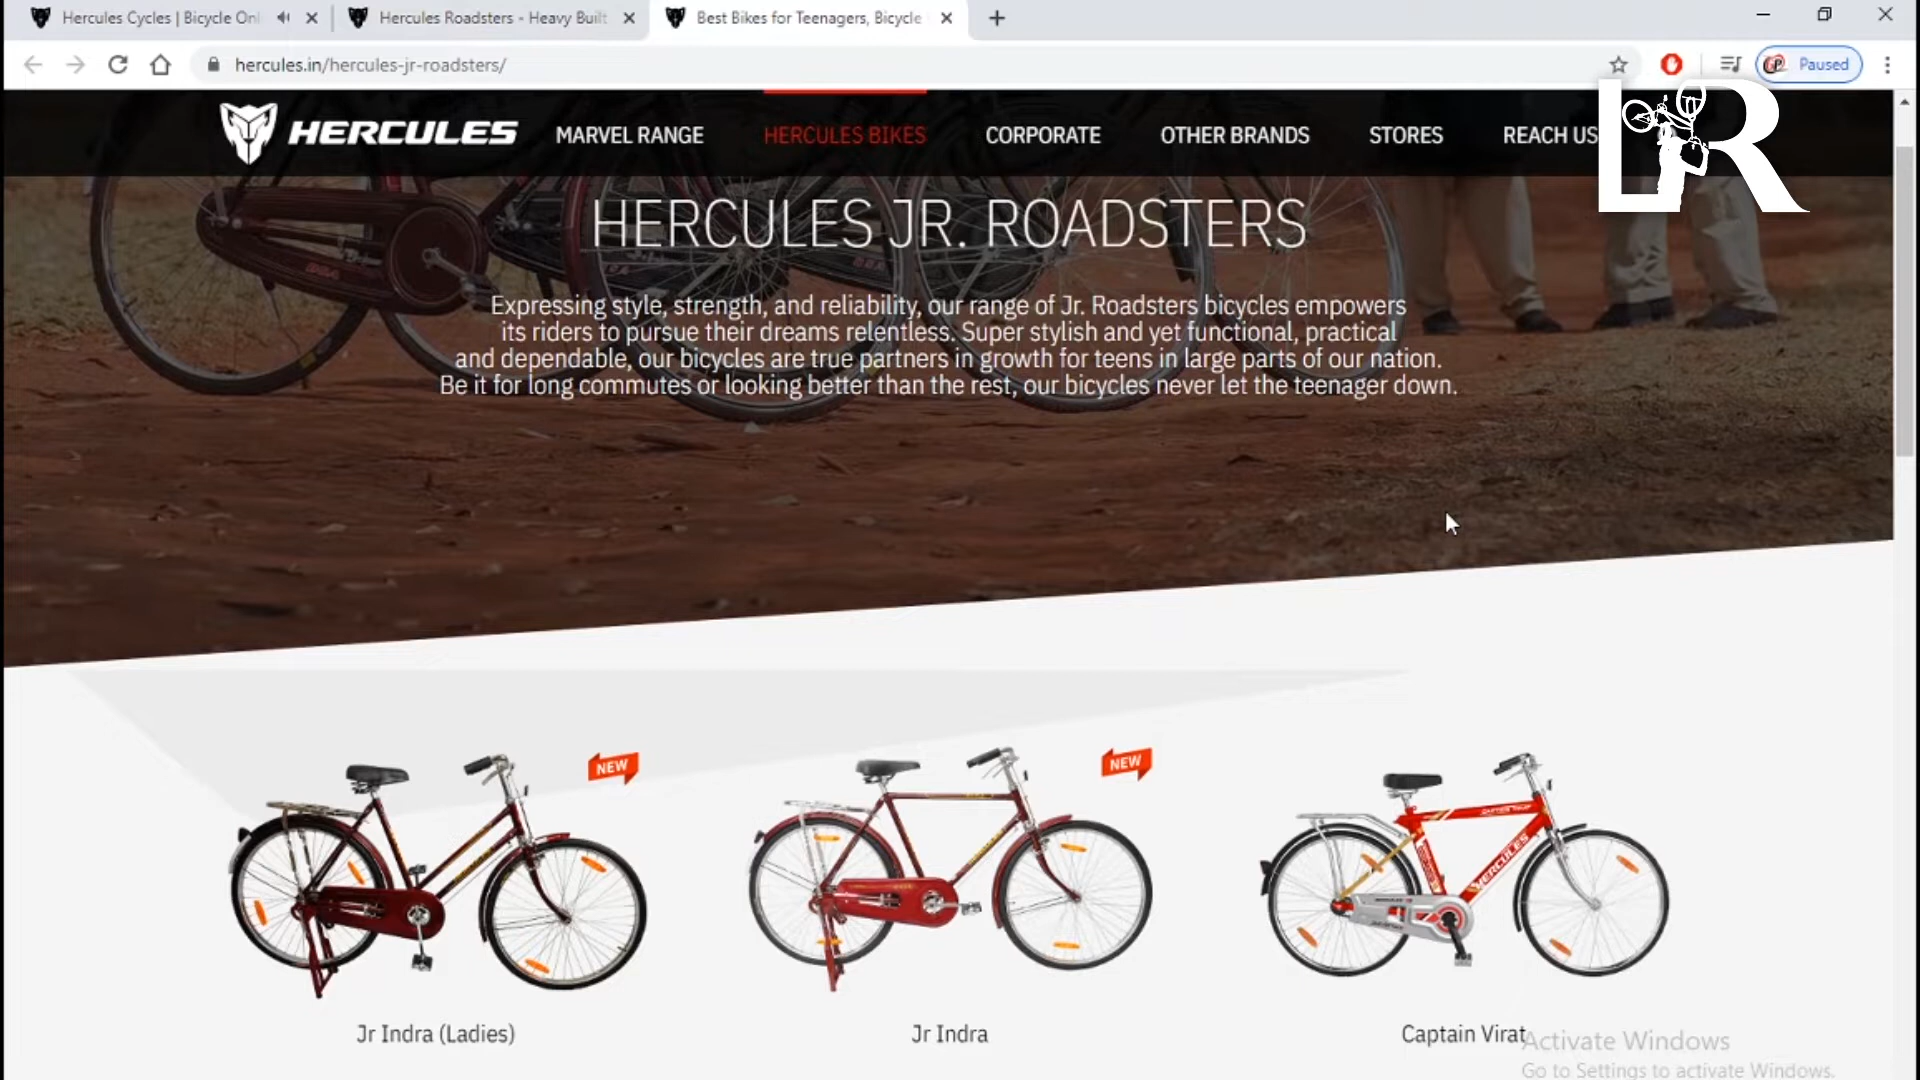 Hercules Cycles | Bicycle Onl
Hercules Roadsters - Heavy Built
Best Bikes for Teenagers, Bicycle
hercules.in/hercules-jr-roadsters/
Paused
HERCULES
MARVEL RANGE
HERCULES BIKES
CORPORATE
OTHER BRANDS
STORES
REACH US
LR
HERCULES JR. ROADSTERS
Expressing style, strength, and reliability, our range of Jr. Roadsters bicycles empowers
its riders to pursue their dreams relentless. Super stylish and yet functional, practical
and dependable, our bicycles are true partners in growth for teens in large parts of our nation.
Be it for long commutes or looking better than the rest, our bicycles never let the teenager down.
NEW
NEW
HERCULES
Jr Indra (Ladies)
Jr Indra
Captain Virat
Activate Windows
Go to Settings to activate Windows.